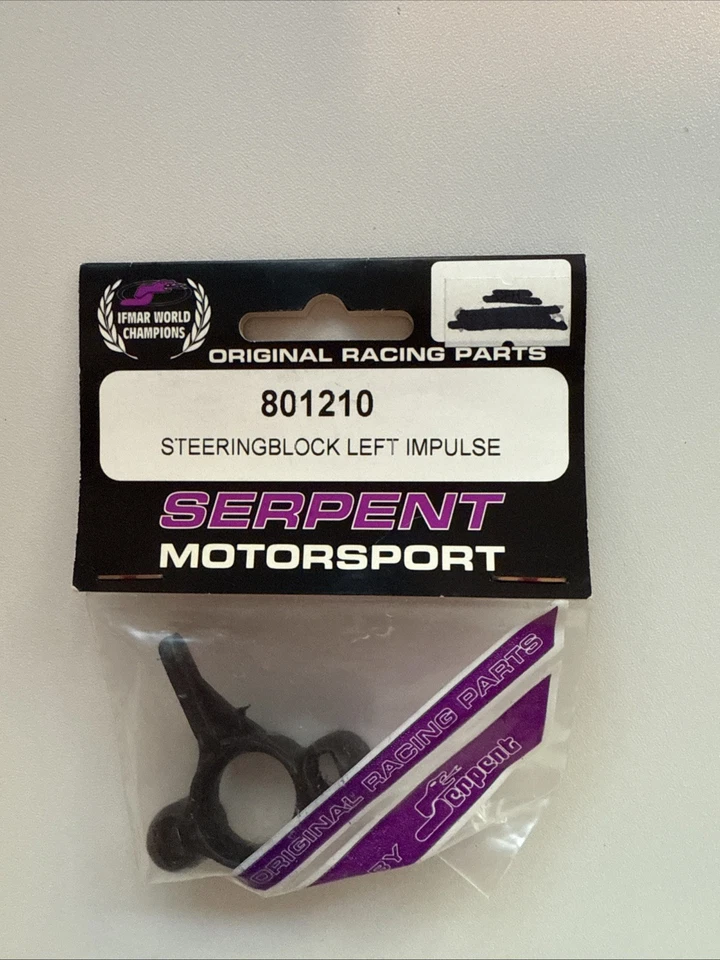 IFMAR WORLD
CHAMPIONS
ORIGINAL RACING PARTS
801210
STEERINGBLOCK LEFT IMPULSE
SERPENT
MOTORSPORT
ORIGINAL RACING PARTS
BY Serpent